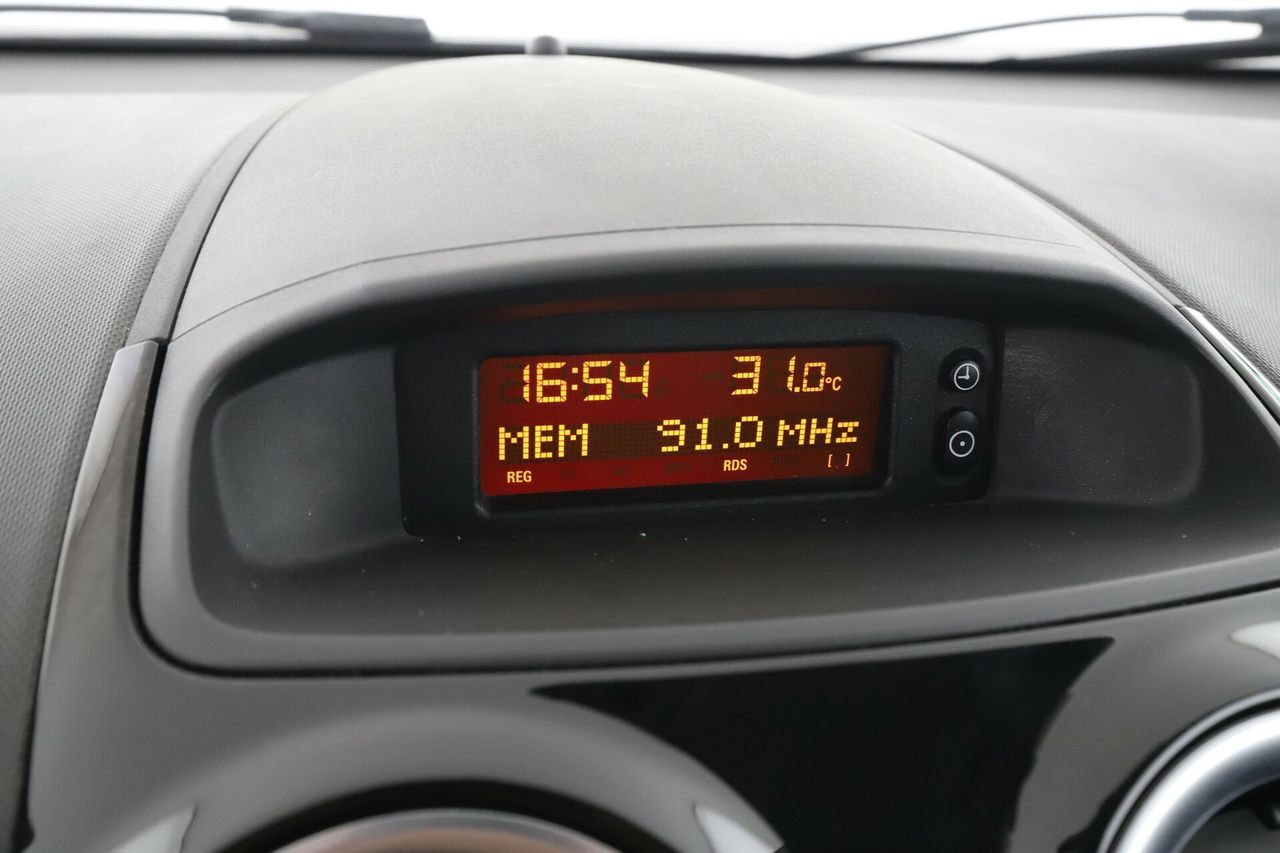 16:54 31.0°C
MEM 91.0 MHz
REG RDS [.]